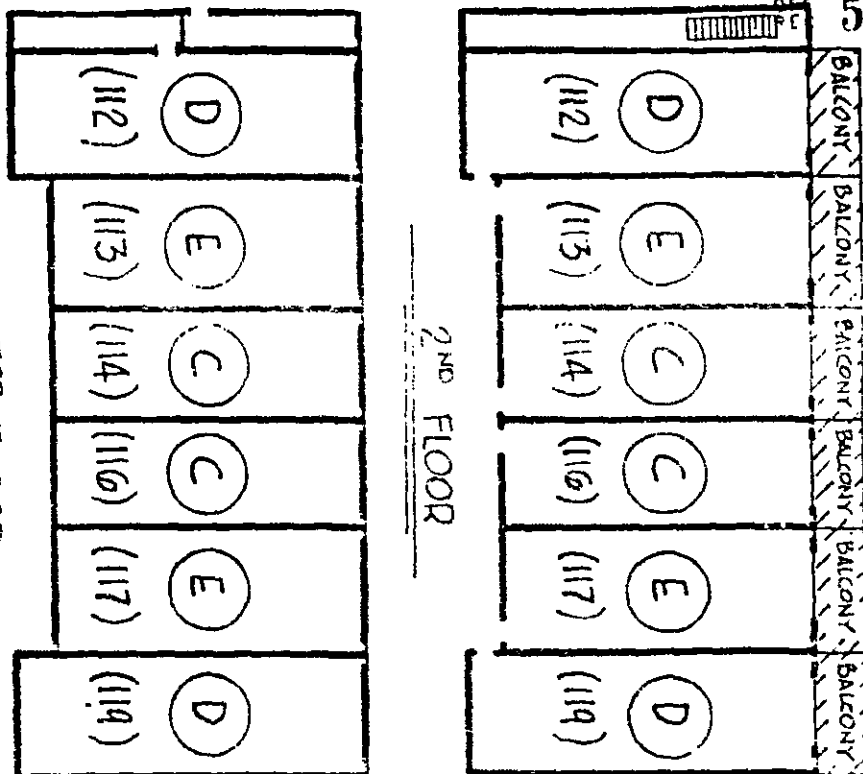 5
BALCONY BALCONY BALCONY BALCONY BALCONY BALCONY
D E C C E D
(112) (113) (114) (116) (117) (119)
2ND FLOOR
D E C C E D
(112) (113) (114) (116) (117) (119)